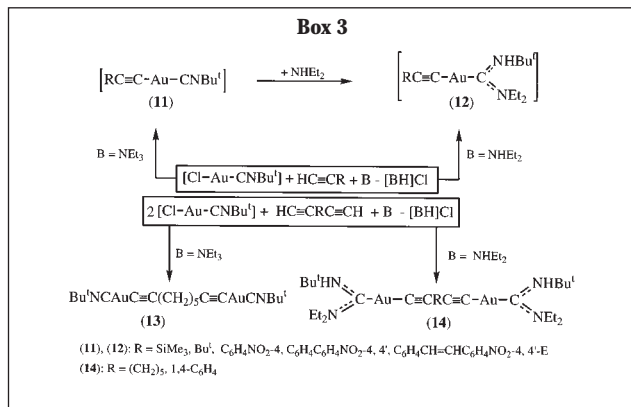 Box 3
[RC≡C–Au–CNBuᵗ] + NHEt₂ [RC≡C–Au–C NHBuᵗ NEt₂]
(11) (12)
B = NEt₃ B = NHEt₂
[Cl–Au–CNBuᵗ] + HC≡CR + B - [BH]Cl
2 [Cl–Au–CNBuᵗ] + HC≡CRC≡CH + B - [BH]Cl
B = NEt₃ B = NHEt₂
BuᵗNCAuC≡C(CH₂)₅C≡CAuCNBuᵗ
(13)
BuᵗHN Et₂N C–Au–C≡CRC≡C–Au–C NHBuᵗ NEt₂
(14)
(11), (12): R = SiMe₃, Buᵗ, C₆H₄NO₂-4, C₆H₄C₆H₄NO₂-4, 4', C₆H₄CH=CHC₆H₄NO₂-4, 4'-E
(14): R = (CH₂)₅, 1,4-C₆H₄